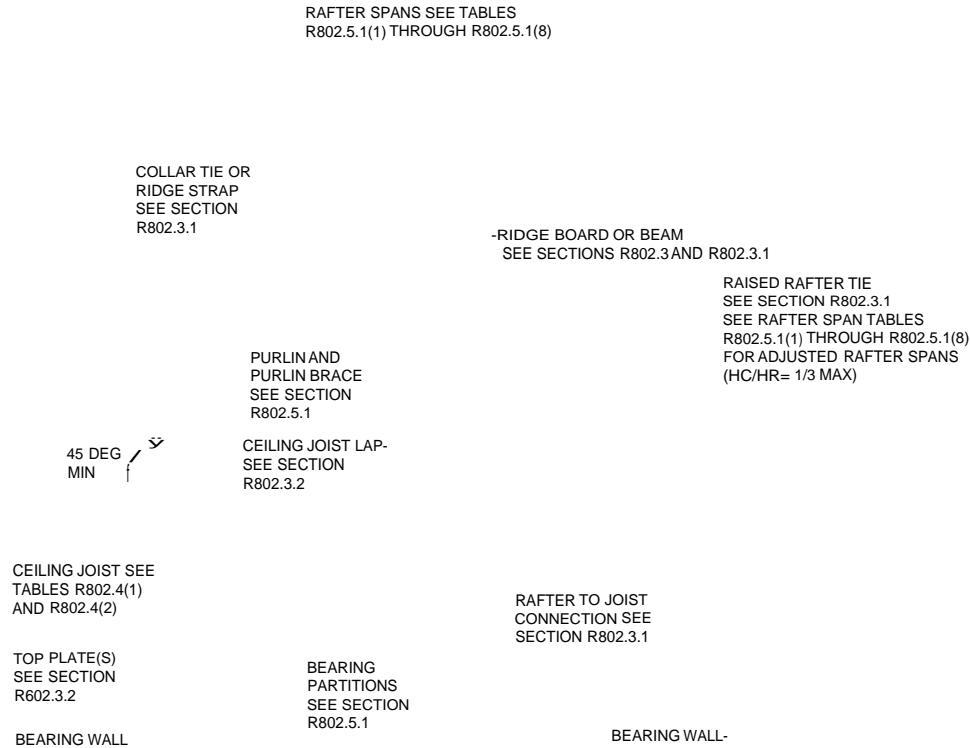 RAFTER SPANS SEE TABLES
R802.5.1(1) THROUGH R802.5.1(8)
COLLAR TIE OR
RIDGE STRAP
SEE SECTION
R802.3.1
-RIDGE BOARD OR BEAM
SEE SECTIONS R802.3 AND R802.3.1
RAISED RAFTER TIE
SEE SECTION R802.3.1
SEE RAFTER SPAN TABLES
R802.5.1(1) THROUGH R802.5.1(8)
FOR ADJUSTED RAFTER SPANS
(HC/HR= 1/3 MAX)
PURLIN AND
PURLIN BRACE
SEE SECTION
R802.5.1
45 DEG
MIN
CEILING JOIST LAP-
SEE SECTION
R802.3.2
CEILING JOIST SEE
TABLES R802.4(1)
AND R802.4(2)
RAFTER TO JOIST
CONNECTION SEE
SECTION R802.3.1
TOP PLATE(S)
SEE SECTION
R602.3.2
BEARING
PARTITIONS
SEE SECTION
R802.5.1
BEARING WALL
BEARING WALL-